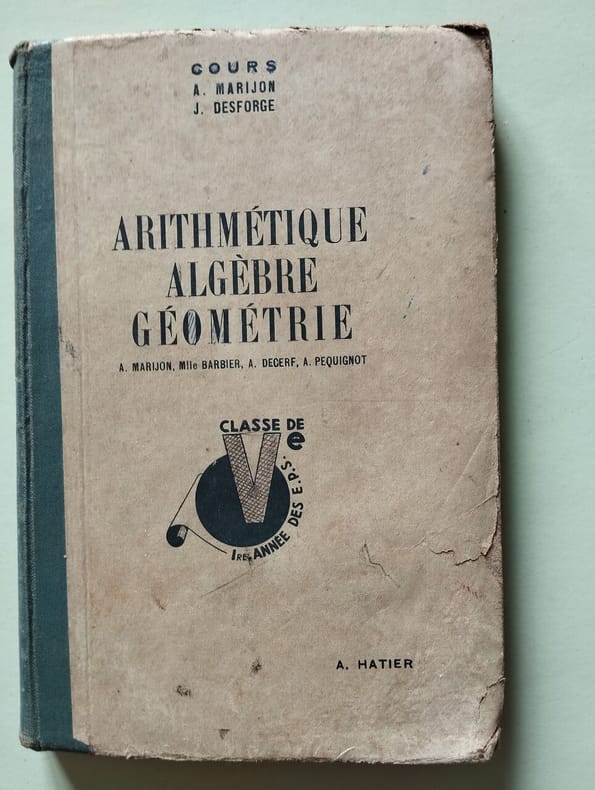 COURS
A. MARIJON
J. DESFORGE
ARITHMÉTIQUE
ALGÈBRE
GÉOMÉTRIE
A. MARIJON, Mlle BARBIER, A. DECERF, A. PEQUIGNOT
CLASSE DE
Ve
1RE ANNÉE DES E.P.S.
A. HATIER